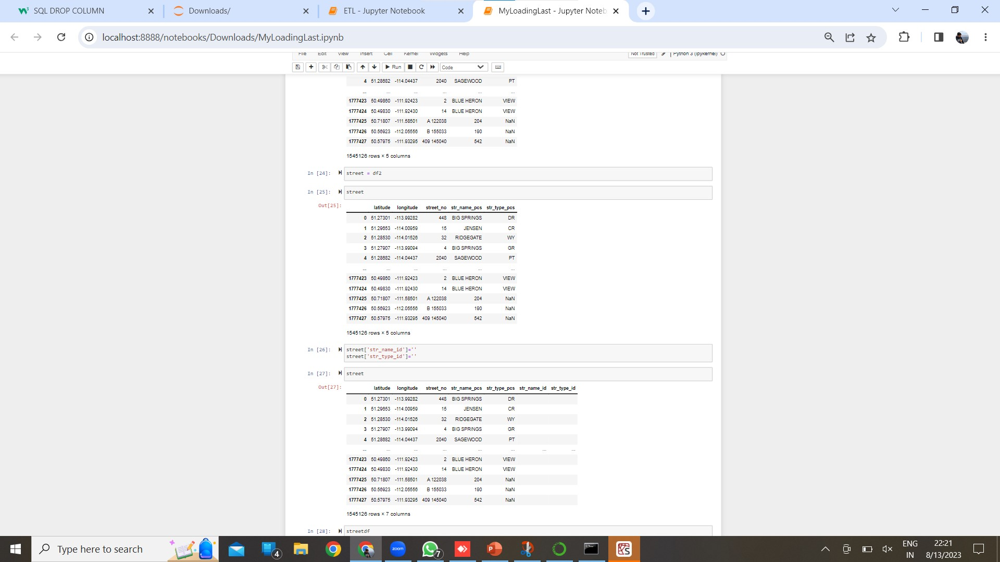 SQL DROP COLUMN
Downloads/
ETL - Jupyter Notebook
MyLoadingLast - Jupyter Noteb
localhost:8888/notebooks/Downloads/MyLoadingLast.ipynb
File Edit View Insert Cell Kernel Widgets Help Not Trusted Python 3 (ipykernel)
Run Code
4 51.28682 -114.04437 2040 SAGEWOOD PT
... ... ... ... ... ...
1777423 50.49860 -111.92423 2 BLUE HERON VIEW
1777424 50.49830 -111.92430 14 BLUE HERON VIEW
1777425 50.71807 -111.58501 A 122038 204 NaN
1777426 50.56923 -112.05556 B 155033 190 NaN
1777427 50.57975 -111.93295 409 145040 542 NaN
1545126 rows × 5 columns
In [24]: street = df2
In [25]: street
Out[25]:
latitude longitude street_no str_name_pcs str_type_pcs
0 51.27301 -113.99282 448 BIG SPRINGS DR
1 51.29653 -114.00959 15 JENSEN CR
2 51.28530 -114.01526 32 RIDGEGATE WY
3 51.27907 -113.99094 4 BIG SPRINGS GR
4 51.28682 -114.04437 2040 SAGEWOOD PT
... ... ... ... ... ...
1777423 50.49860 -111.92423 2 BLUE HERON VIEW
1777424 50.49830 -111.92430 14 BLUE HERON VIEW
1777425 50.71807 -111.58501 A 122038 204 NaN
1777426 50.56923 -112.05556 B 155033 190 NaN
1777427 50.57975 -111.93295 409 145040 542 NaN
1545126 rows × 5 columns
In [26]: street['str_name_id']=''
street['str_type_id']=''
In [27]: street
Out[27]:
latitude longitude street_no str_name_pcs str_type_pcs str_name_id str_type_id
0 51.27301 -113.99282 448 BIG SPRINGS DR
1 51.29653 -114.00959 15 JENSEN CR
2 51.28530 -114.01526 32 RIDGEGATE WY
3 51.27907 -113.99094 4 BIG SPRINGS GR
4 51.28682 -114.04437 2040 SAGEWOOD PT
... ... ... ... ... ... ... ...
1777423 50.49860 -111.92423 2 BLUE HERON VIEW
1777424 50.49830 -111.92430 14 BLUE HERON VIEW
1777425 50.71807 -111.58501 A 122038 204 NaN
1777426 50.56923 -112.05556 B 155033 190 NaN
1777427 50.57975 -111.93295 409 145040 542 NaN
1545126 rows × 7 columns
In [28]: streetdf
Type here to search
4
zoom
7
ENG
IN
22:21
8/13/2023